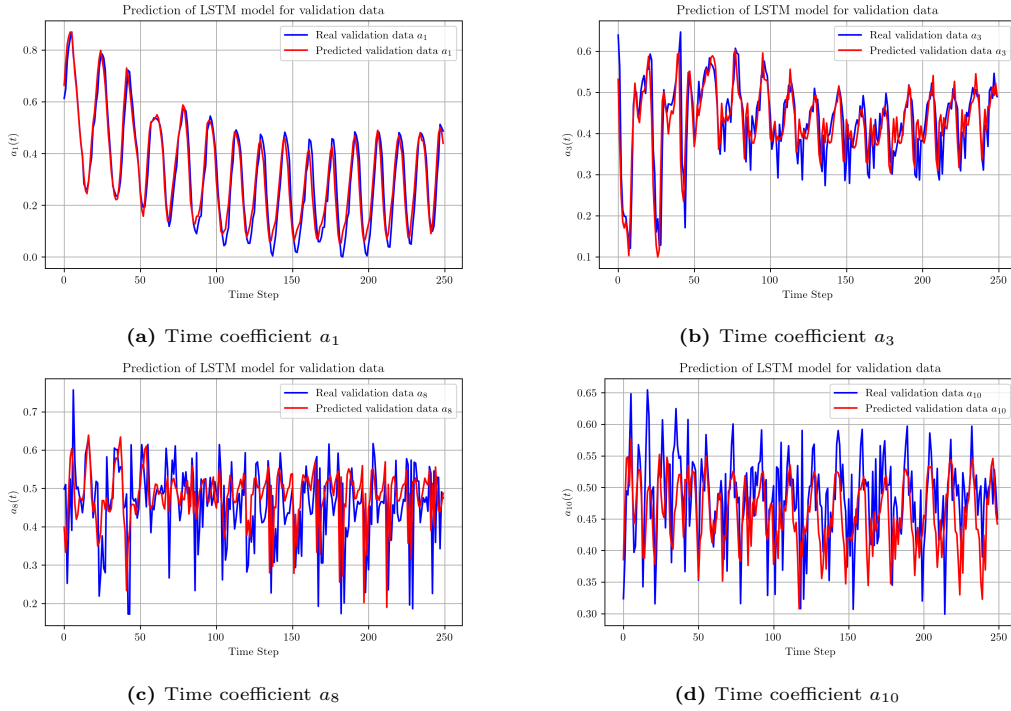 Prediction of LSTM model for validation data
Real validation data a₁
Predicted validation data a₁
a₁(t)
0.8
0.6
0.4
0.2
0.0
0 50 100 150 200 250
Time Step
(a) Time coefficient a₁
Prediction of LSTM model for validation data
Real validation data a₃
Predicted validation data a₃
a₃(t)
0.6
0.5
0.4
0.3
0.2
0.1
0 50 100 150 200 250
Time Step
(b) Time coefficient a₃
Prediction of LSTM model for validation data
Real validation data a₈
Predicted validation data a₈
a₈(t)
0.7
0.6
0.5
0.4
0.3
0.2
0 50 100 150 200 250
Time Step
(c) Time coefficient a₈
Prediction of LSTM model for validation data
Real validation data a₁₀
Predicted validation data a₁₀
a₁₀(t)
0.65
0.60
0.55
0.50
0.45
0.40
0.35
0.30
0 50 100 150 200 250
Time Step
(d) Time coefficient a₁₀